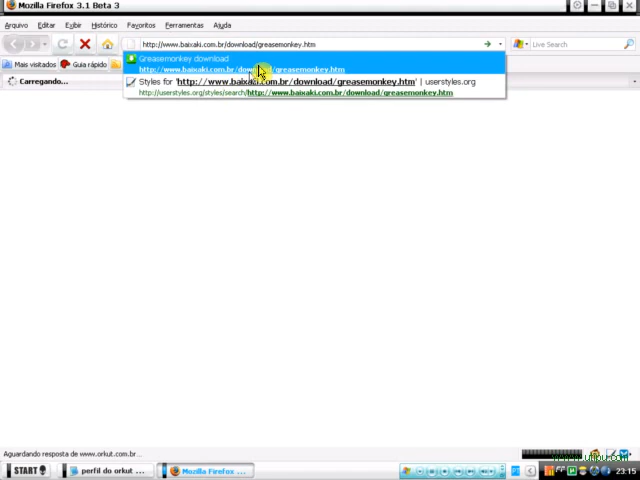 Mozilla Firefox 3.1 Beta 3
Arquivo Editar Exibir Histórico Favoritos Ferramentas Ajuda
http://www.baixaki.com.br/download/greasemonkey.htm
Live Search
Greasemonkey download
http://www.baixaki.com.br/download/greasemonkey.htm
Mais visitados Guia rápido
Styles for 'http://www.baixaki.com.br/download/greasemonkey.htm' | userstyles.org
http://userstyles.org/styles/search/http://www.baixaki.com.br/download/greasemonkey.htm
Carregando...
Aguardando resposta de www.orkut.com.br...
START
perfil do orkut ...
Mozilla Firefox ...
PT
23:15